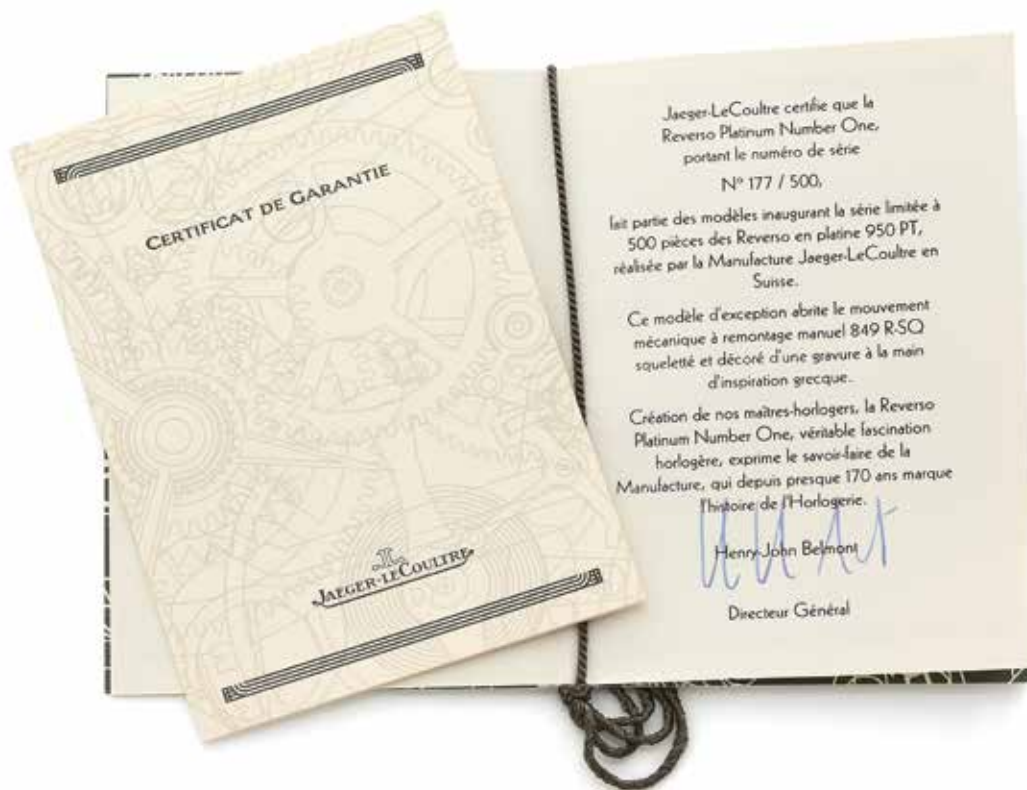 CERTIFICAT DE GARANTIE
JL
JAEGER-LECOULTRE
Jaeger-LeCoultre certifie que la
Reverso Platinum Number One,
portant le numéro de série
Nº 177 / 500,
fait partie des modèles inaugurant la série limitée à
500 pièces des Reverso en platine 950 PT,
réalisée par la Manufacture Jaeger-LeCoultre en
Suisse.
Ce modèle d'exception abrite le mouvement
mécanique à remontage manuel 849 R-SQ
squeletté et décoré d'une gravure à la main
d'inspiration grecque.
Création de nos maîtres-horlogers, la Reverso
Platinum Number One, véritable fascination
horlogère, exprime le savoir-faire de la
Manufacture, qui depuis presque 170 ans marque
l'histoire de l'Horlogerie.
Henry-John Belmont
Directeur Général